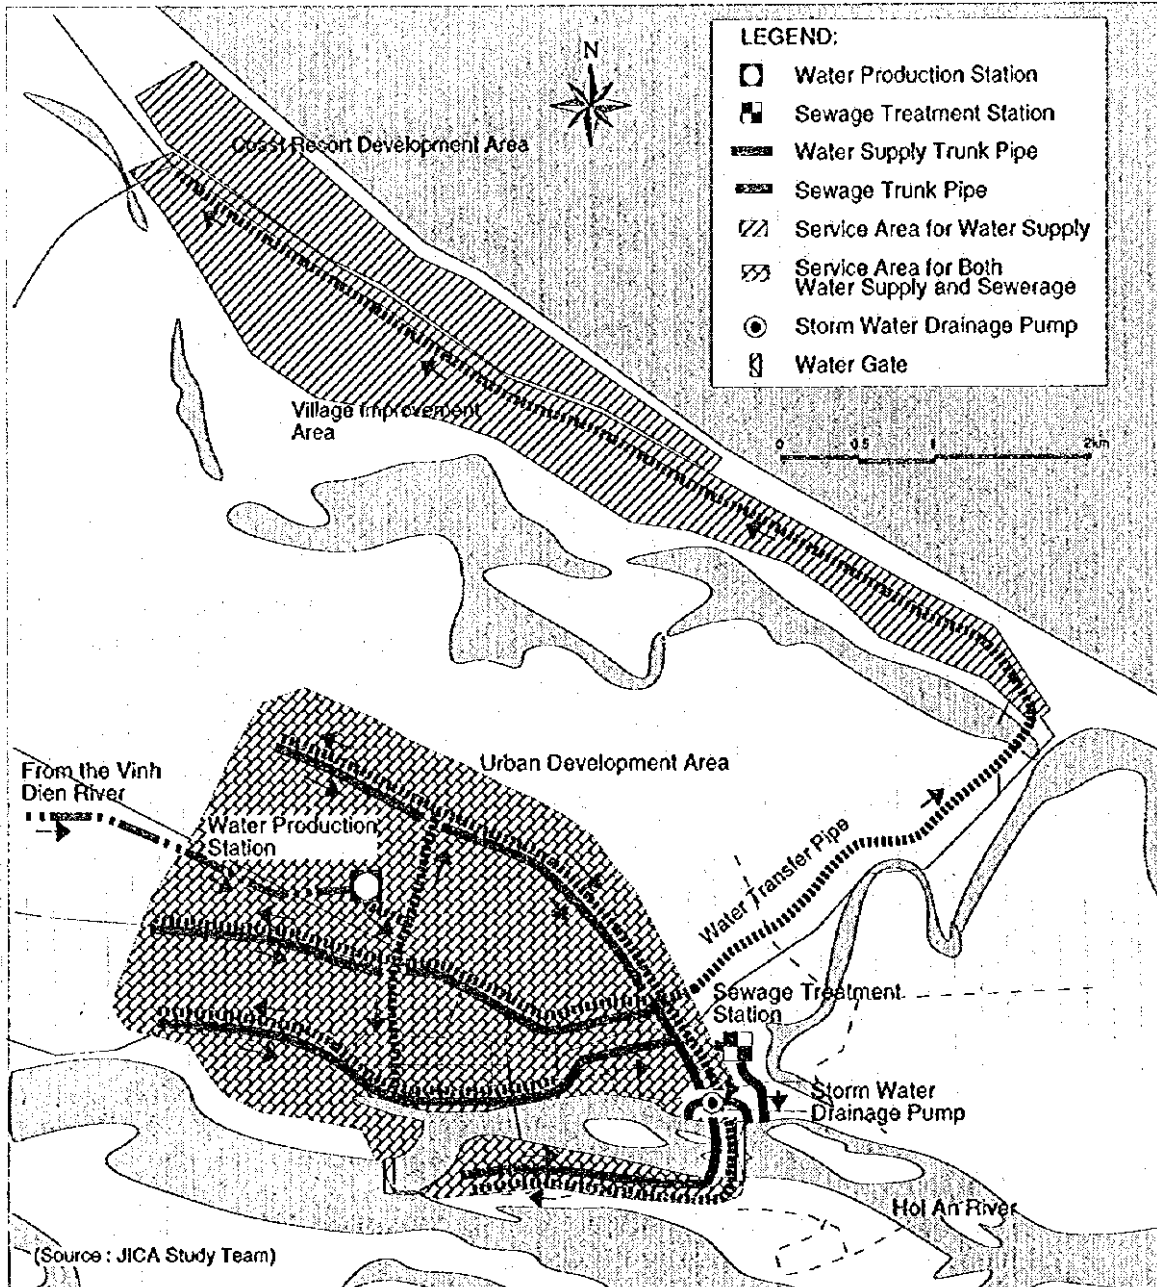 N
LEGEND:
Water Production Station
Sewage Treatment Station
Water Supply Trunk Pipe
Sewage Trunk Pipe
Service Area for Water Supply
Service Area for Both
Water Supply and Sewerage
Storm Water Drainage Pump
Water Gate
0 0.5 1 2km
Coast Resort Development Area
Village Improvement
Area
Urban Development Area
From the Vinh
Dien River
Water Production
Station
Water Transfer Pipe
Sewage Treatment
Station
Storm Water
Drainage Pump
Hoi An River
(Source : JICA Study Team)